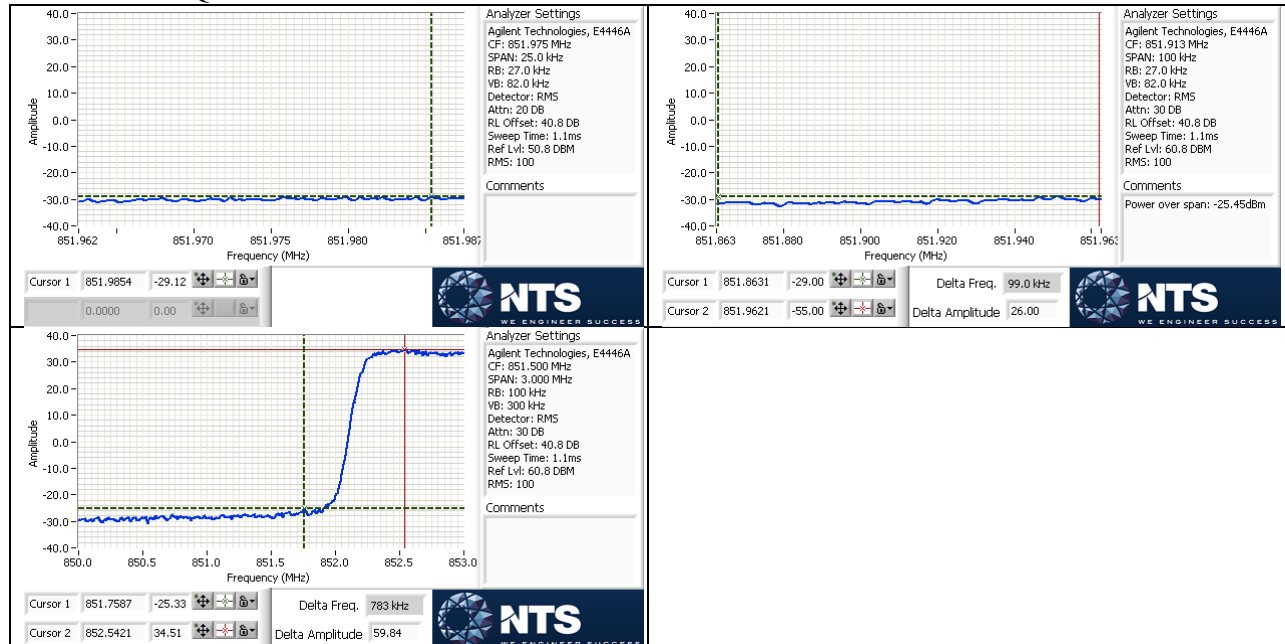 Analyzer Settings
Agilent Technologies, E4446A
CF: 851.975 MHz
SPAN: 25.0 kHz
RB: 27.0 kHz
VB: 82.0 kHz
Detector: RMS
Attn: 20 DB
RL Offset: 40.8 DB
Sweep Time: 1.1ms
Ref Lvl: 50.8 DBM
RMS: 100
Comments
Amplitude
40.0
30.0
20.0
10.0
0.0
-10.0
-20.0
-30.0
-40.0
851.962 851.970 851.975 851.980 851.987
Frequency (MHz)
Cursor 1 851.9854 -29.12
0.0000 0.00
NTS
WE ENGINEER SUCCESS
Analyzer Settings
Agilent Technologies, E4446A
CF: 851.913 MHz
SPAN: 100 kHz
RB: 27.0 kHz
VB: 82.0 kHz
Detector: RMS
Attn: 30 DB
RL Offset: 40.8 DB
Sweep Time: 1.1ms
Ref Lvl: 60.8 DBM
RMS: 100
Comments
Power over span: -25.45dBm
Amplitude
40.0
30.0
20.0
10.0
0.0
-10.0
-20.0
-30.0
-40.0
851.863 851.880 851.900 851.920 851.940 851.963
Frequency (MHz)
Cursor 1 851.8631 -29.00 Delta Freq. 99.0 kHz
Cursor 2 851.9621 -55.00 Delta Amplitude 26.00
NTS
WE ENGINEER SUCCESS
Analyzer Settings
Agilent Technologies, E4446A
CF: 851.500 MHz
SPAN: 3.000 MHz
RB: 100 kHz
VB: 300 kHz
Detector: RMS
Attn: 30 DB
RL Offset: 40.8 DB
Sweep Time: 1.1ms
Ref Lvl: 60.8 DBM
RMS: 100
Comments
Amplitude
40.0
30.0
20.0
10.0
0.0
-10.0
-20.0
-30.0
-40.0
850.0 850.5 851.0 851.5 852.0 852.5 853.0
Frequency (MHz)
Cursor 1 851.7587 -25.33 Delta Freq. 783 kHz
Cursor 2 852.5421 34.51 Delta Amplitude 59.84
NTS
WE ENGINEER SUCCESS